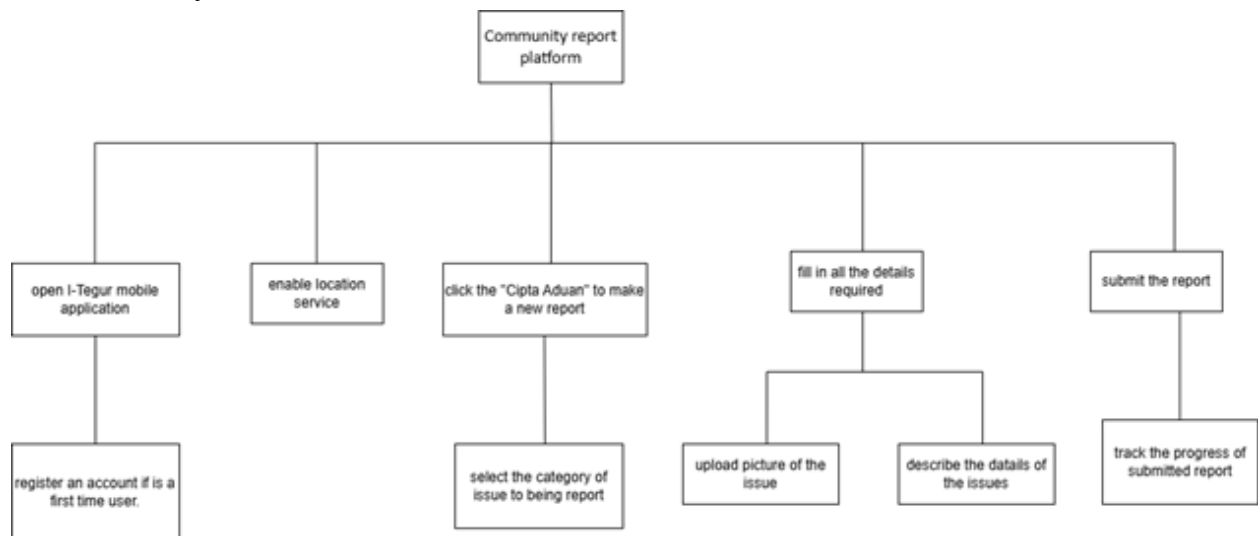 Community report
platform
open I-Tegur mobile
application
enable location
service
click the "Cipta Aduan" to make
a new report
fill in all the details
required
submit the report
register an account if is a
first time user.
select the category of
issue to being report
upload picture of the
issue
describe the datails of
the issues
track the progress of
submitted report